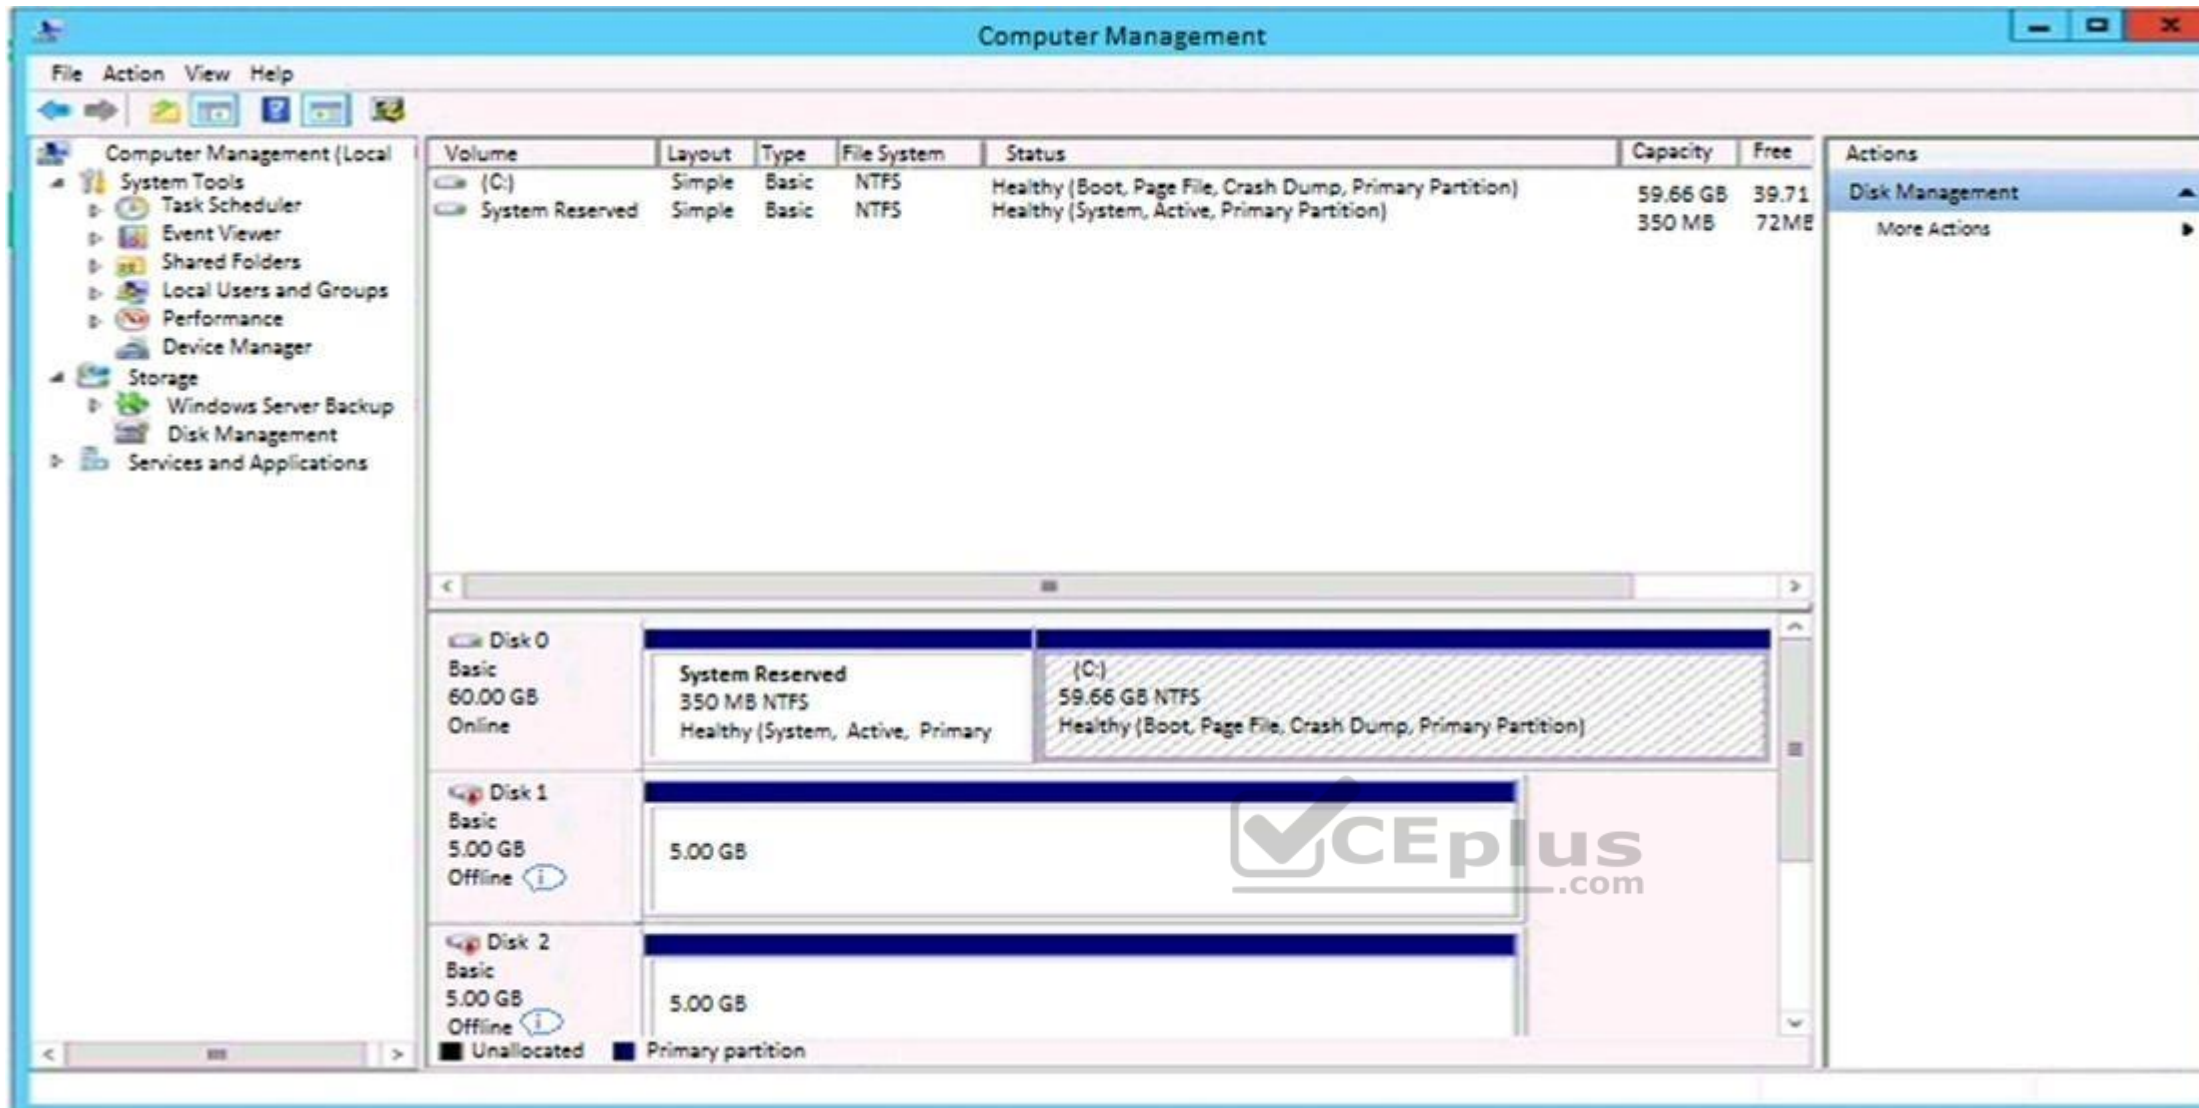 Computer Management
File Action View Help
Computer Management (Local
System Tools
Task Scheduler
Event Viewer
Shared Folders
Local Users and Groups
Performance
Device Manager
Storage
Windows Server Backup
Disk Management
Services and Applications
Volume Layout Type File System Status Capacity Free
(C:) Simple Basic NTFS Healthy (Boot, Page File, Crash Dump, Primary Partition) 59.66 GB 39.71
System Reserved Simple Basic NTFS Healthy (System, Active, Primary Partition) 350 MB 72MB
Actions
Disk Management
More Actions
Disk 0
Basic
60.00 GB
Online
System Reserved
350 MB NTFS
Healthy (System, Active, Primary
(C:)
59.66 GB NTFS
Healthy (Boot, Page File, Crash Dump, Primary Partition)
Disk 1
Basic
5.00 GB
Offline
5.00 GB
VCEplus
.com
Disk 2
Basic
5.00 GB
Offline
5.00 GB
Unallocated Primary partition